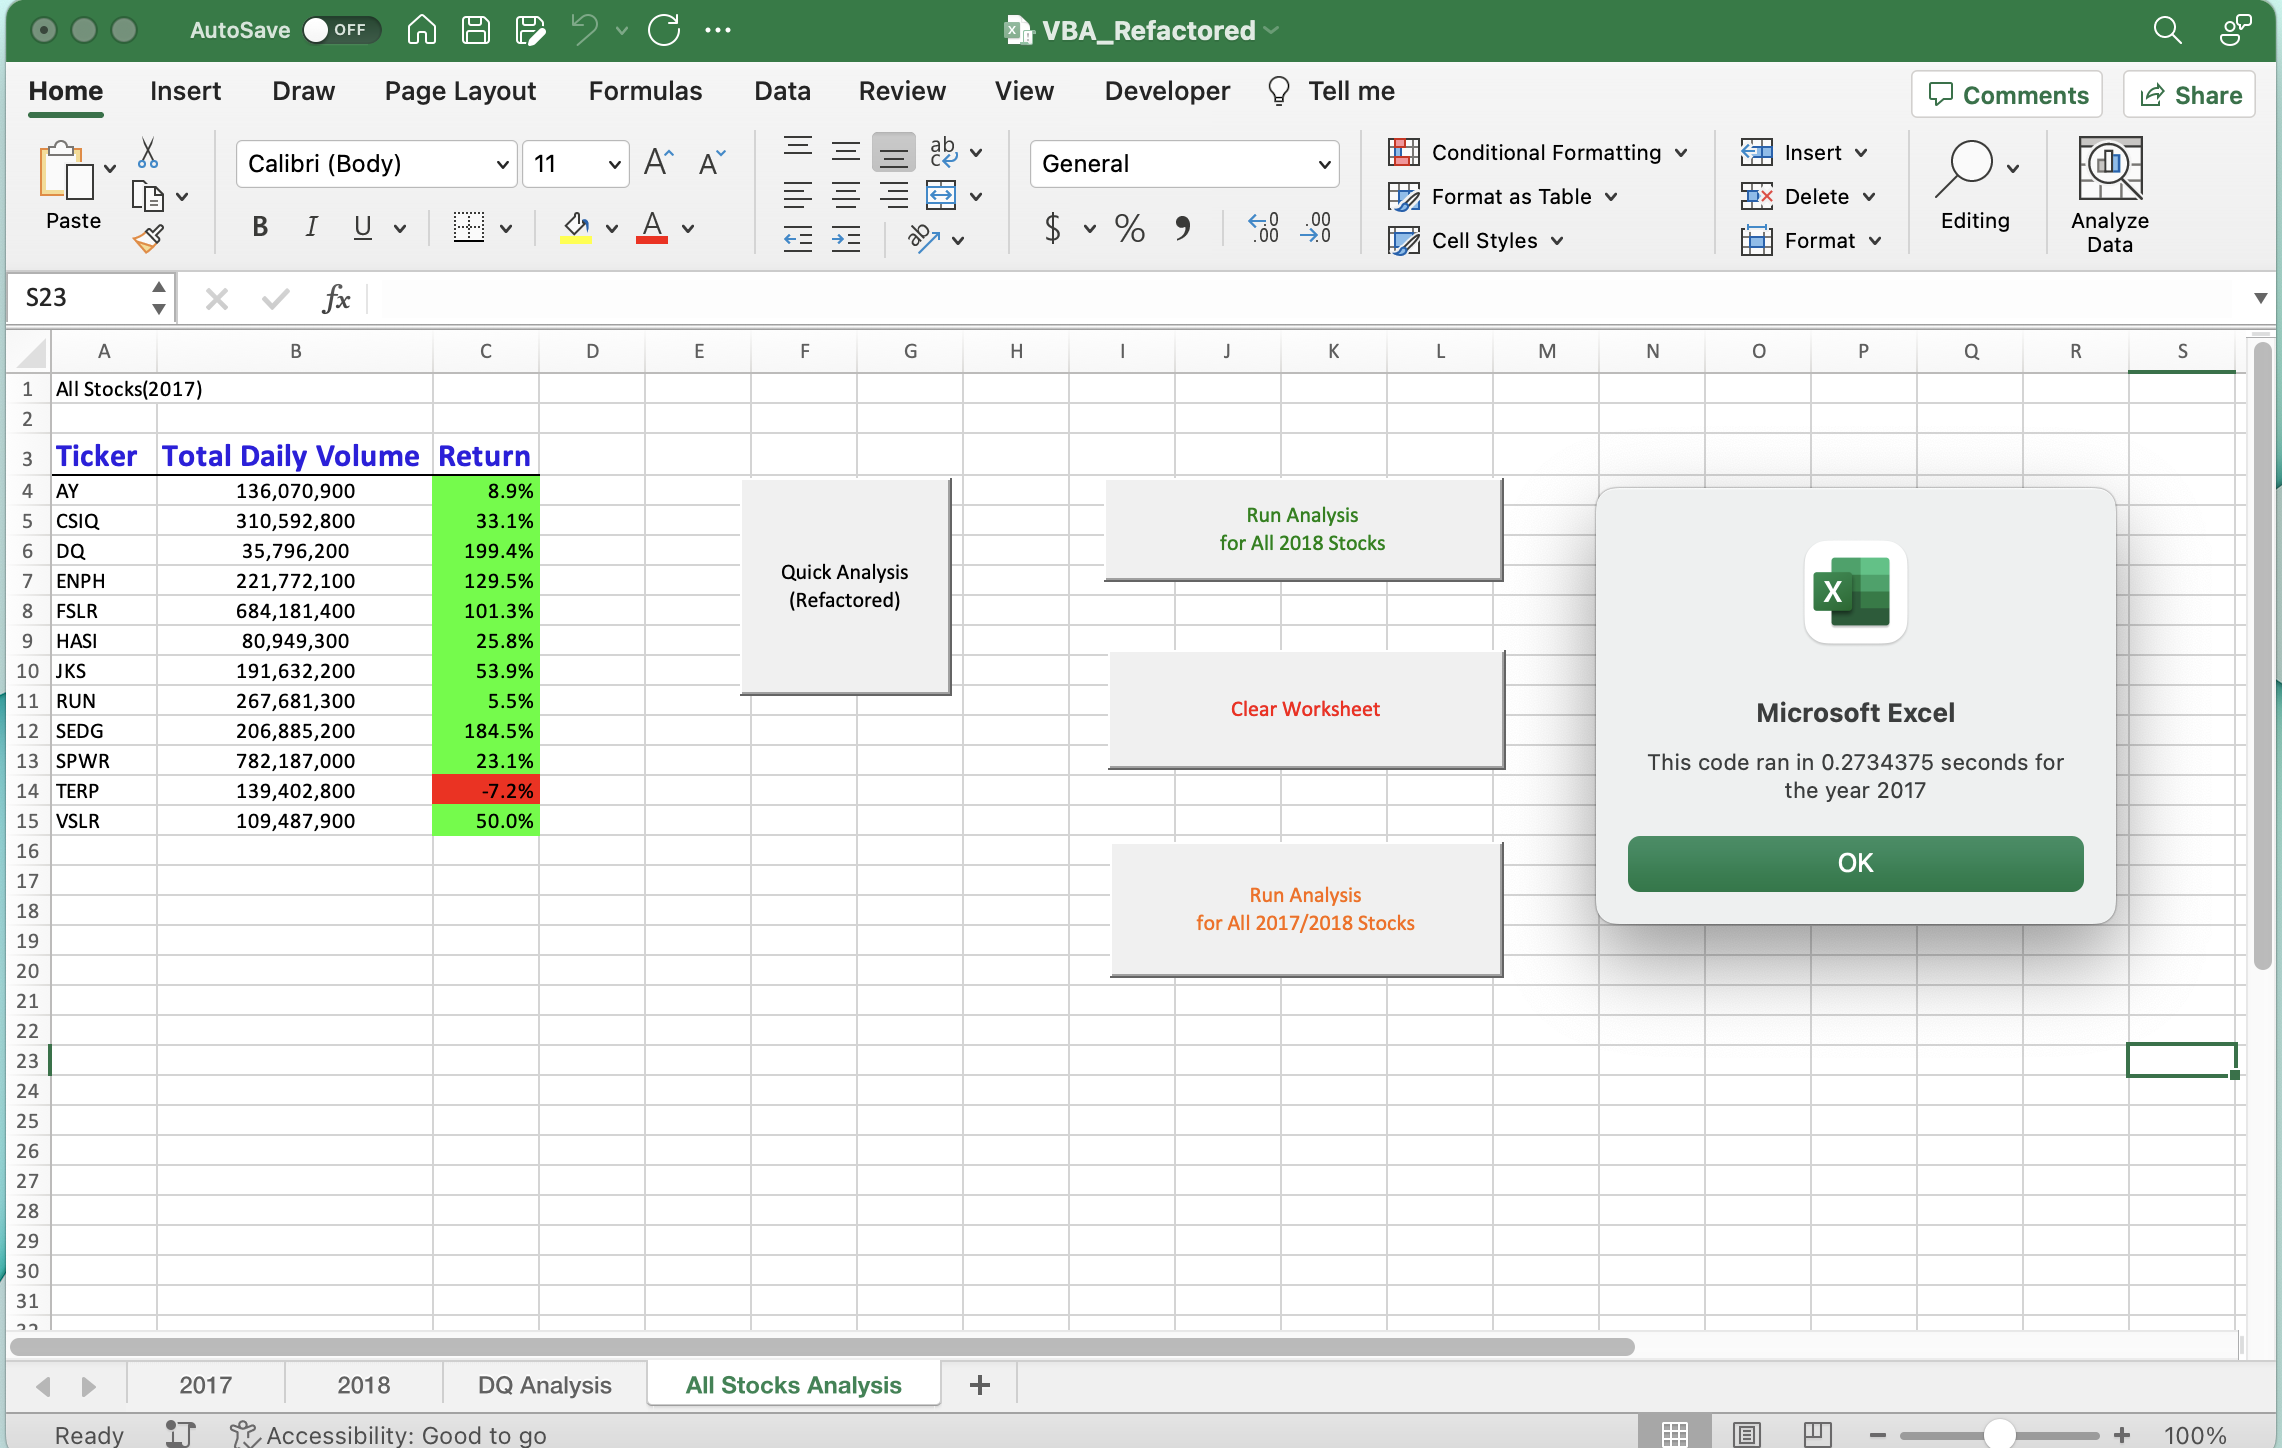 AutoSave OFF VBA_Refactored
Home Insert Draw Page Layout Formulas Data Review View Developer Tell me Comments Share
Paste
Calibri (Body) 11
B I U
General
$ % 9
Conditional Formatting
Format as Table
Cell Styles
Insert
Delete
Format
Editing
Analyze
Data
S23 fx
A B C D E F G H I J K L M N O P Q R S
1 All Stocks(2017)
2
3 Ticker Total Daily Volume Return
4 AY 136,070,900 8.9%
5 CSIQ 310,592,800 33.1%
6 DQ 35,796,200 199.4%
7 ENPH 221,772,100 129.5%
8 FSLR 684,181,400 101.3%
9 HASI 80,949,300 25.8%
10 JKS 191,632,200 53.9%
11 RUN 267,681,300 5.5%
12 SEDG 206,885,200 184.5%
13 SPWR 782,187,000 23.1%
14 TERP 139,402,800 -7.2%
15 VSLR 109,487,900 50.0%
16
17
18
19
20
21
22
23
24
25
26
27
28
29
30
31
32
Quick Analysis
(Refactored)
Run Analysis
for All 2018 Stocks
Clear Worksheet
Run Analysis
for All 2017/2018 Stocks
X
Microsoft Excel
This code ran in 0.2734375 seconds for
the year 2017
OK
2017 2018 DQ Analysis All Stocks Analysis +
Ready Accessibility: Good to go 100%